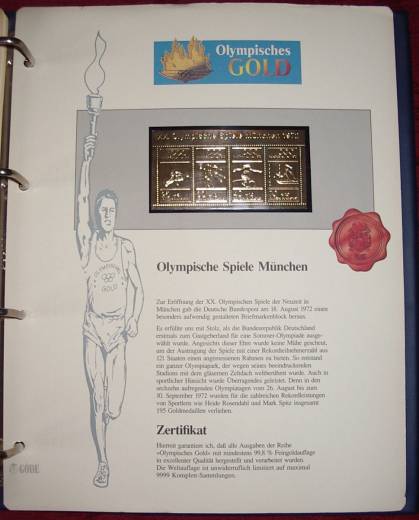 Olympisches
GOLD
XX. Olympische Spiele München 1972
OLYMPISCHES
GOLD
Olympische Spiele München
Zur Eröffnung der XX. Olympischen Spiele der Neuzeit in
München gab die Deutsche Bundespost am 18. August 1972 einen
besonders aufwendig gestalteten Briefmarkenblock heraus.
Es erfüllte uns mit Stolz, als die Bundesrepublik Deutschland
erstmals zum Gastgeberland für eine Sommer-Olympiade ausge-
wählt wurde. Angesichts dieser Ehre wurde keine Mühe gescheut,
um der Austragung der Spiele mit einer Rekordteilnehmerzahl aus
121 Staaten einen angemessenen Rahmen zu bieten. So entstand
ein ganzer Olympiapark, der wegen seines beeindruckenden
Stadions mit dem gläsernen Zeltdach weltberühmt wurde. Auch in
sportlicher Hinsicht wurde Überragendes geleistet. Denn in den
sechzehn aufregenden Olympiatagen vom 26. August bis zum
10. September 1972 wurden für die zahlreichen Rekordleistungen
von Sportlern wie Heide Rosendahl und Mark Spitz insgesamt
195 Goldmedaillen verliehen.
Zertifikat
Hiermit garantiere ich, daß alle Ausgaben der Reihe
»Olympisches Gold« mit mindestens 99,8 % Feingoldauflage
in exzellenter Qualität hergestellt und verarbeitet wurden.
Die Weltauflage ist unwiderruflich limitiert auf maximal
9999 Komplett-Sammlungen.
GÖDE